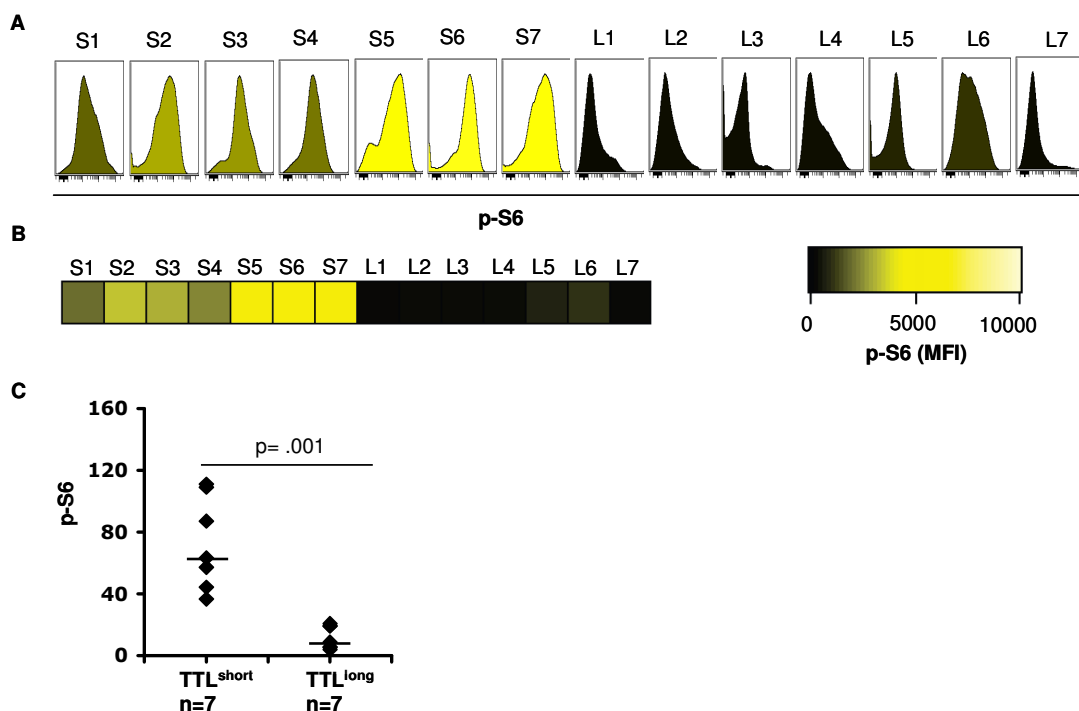 A
S1 S2 S3 S4 S5 S6 S7 L1 L2 L3 L4 L5 L6 L7
p-S6
B
S1 S2 S3 S4 S5 S6 S7 L1 L2 L3 L4 L5 L6 L7
0 5000 10000
p-S6 (MFI)
C
160
p= .001
120
p-S6
80
40
0
TTLshort TTLlong
n=7 n=7